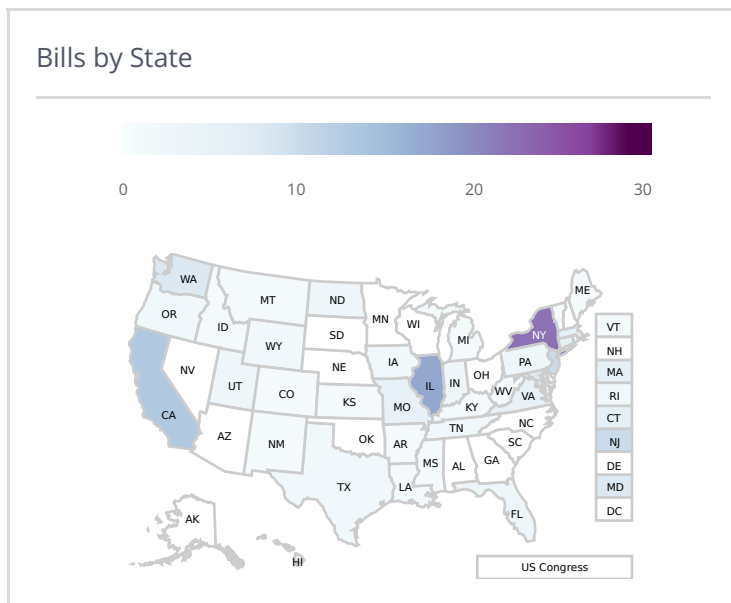 Bills by State
0 10 20 30
WA
ME
MT
ND
OR
MN
ID
WI
SD
NY
VT
WY
MI
NH
NE
IA
PA
NV
OH
MA
UT
IL
IN
CO
WV
RI
KS
MO
KY
VA
CA
CT
TN
NC
AZ
OK
NM
AR
SC
NJ
MS
AL
GA
DE
TX
LA
MD
FL
DC
AK
HI
US Congress